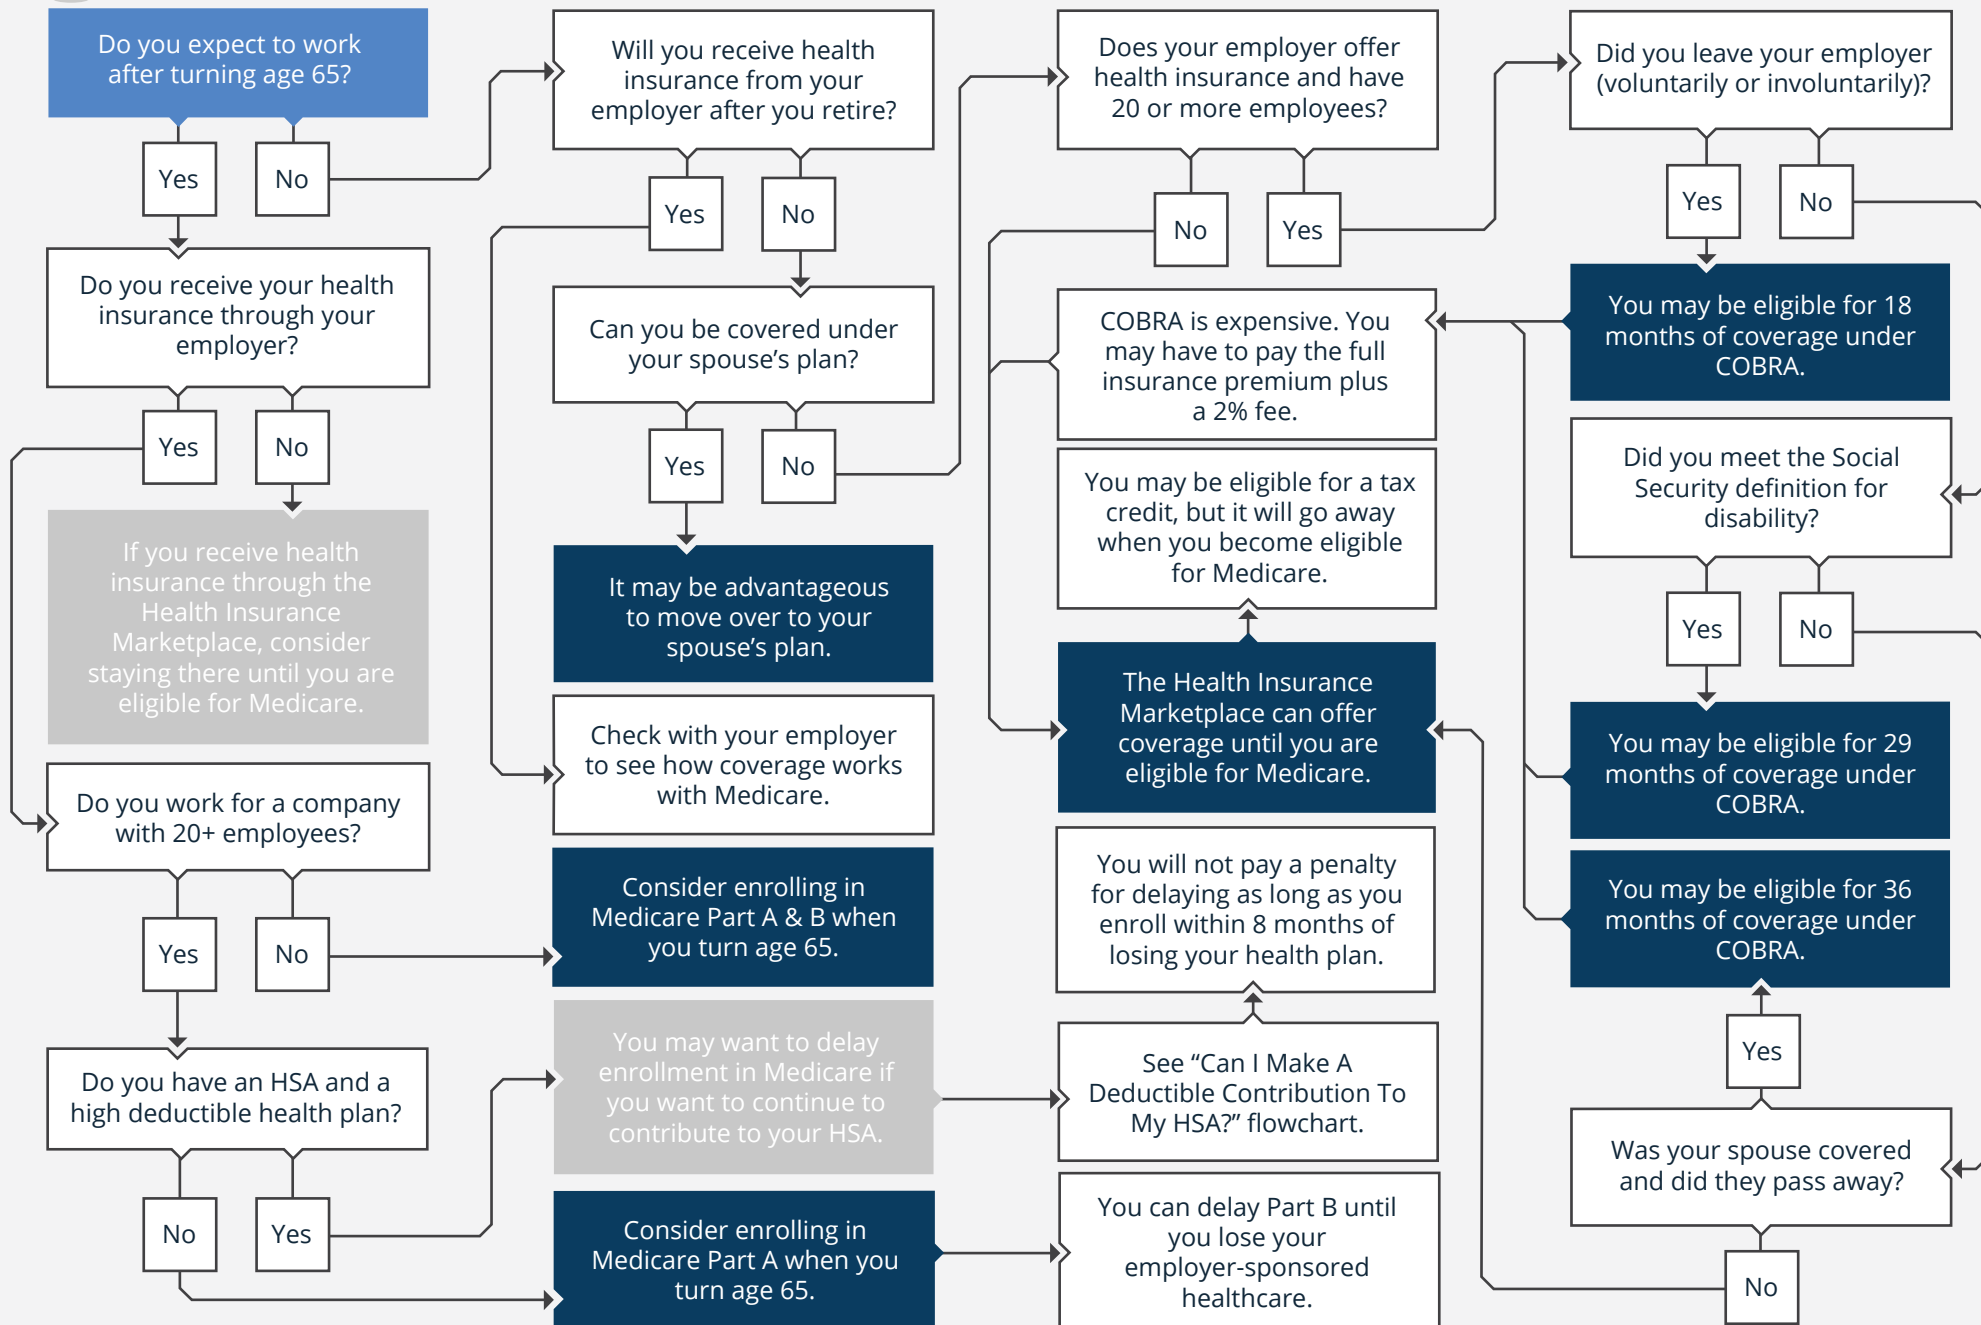 Do you expect to work
after turning age 65?
Yes
No
Do you receive your health
insurance through your
employer?
Yes
No
If you receive health
insurance through the
Health Insurance
Marketplace, consider
staying there until you are
eligible for Medicare.
Do you work for a company
with 20+ employees?
Yes
No
Do you have an HSA and a
high deductible health plan?
No
Yes
Will you receive health
insurance from your
employer after you retire?
Yes
No
Can you be covered under
your spouse’s plan?
Yes
No
It may be advantageous
to move over to your
spouse’s plan.
Check with your employer
to see how coverage works
with Medicare.
Consider enrolling in
Medicare Part A & B when
you turn age 65.
You may want to delay
enrollment in Medicare if
you want to continue to
contribute to your HSA.
Consider enrolling in
Medicare Part A when you
turn age 65.
Does your employer offer
health insurance and have
20 or more employees?
No
Yes
COBRA is expensive. You
may have to pay the full
insurance premium plus
a 2% fee.
You may be eligible for a tax
credit, but it will go away
when you become eligible
for Medicare.
The Health Insurance
Marketplace can offer
coverage until you are
eligible for Medicare.
You will not pay a penalty
for delaying as long as you
enroll within 8 months of
losing your health plan.
See “Can I Make A
Deductible Contribution To
My HSA?” flowchart.
You can delay Part B until
you lose your
employer-sponsored
healthcare.
Did you leave your employer
(voluntarily or involuntarily)?
Yes
No
You may be eligible for 18
months of coverage under
COBRA.
Did you meet the Social
Security definition for
disability?
Yes
No
You may be eligible for 29
months of coverage under
COBRA.
You may be eligible for 36
months of coverage under
COBRA.
Yes
Was your spouse covered
and did they pass away?
No